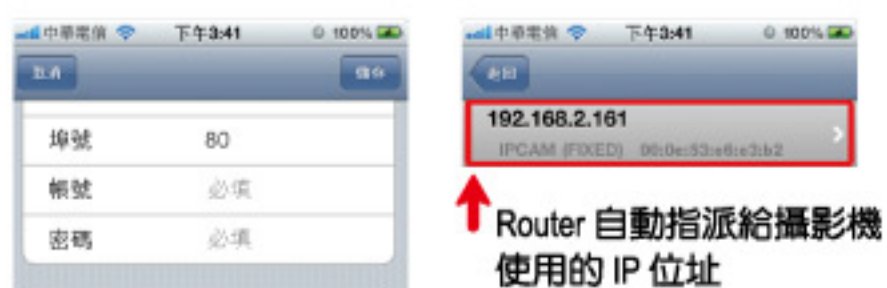 中華電信 下午3:41 100%
取消 儲存
埠號 80
帳號 必填
密碼 必填
中華電信 下午3:41 100%
返回
192.168.2.161
IPCAM (FIXED) 00:0e:53:e6:e3:b2
Router 自動指派給攝影機
使用的 IP 位址